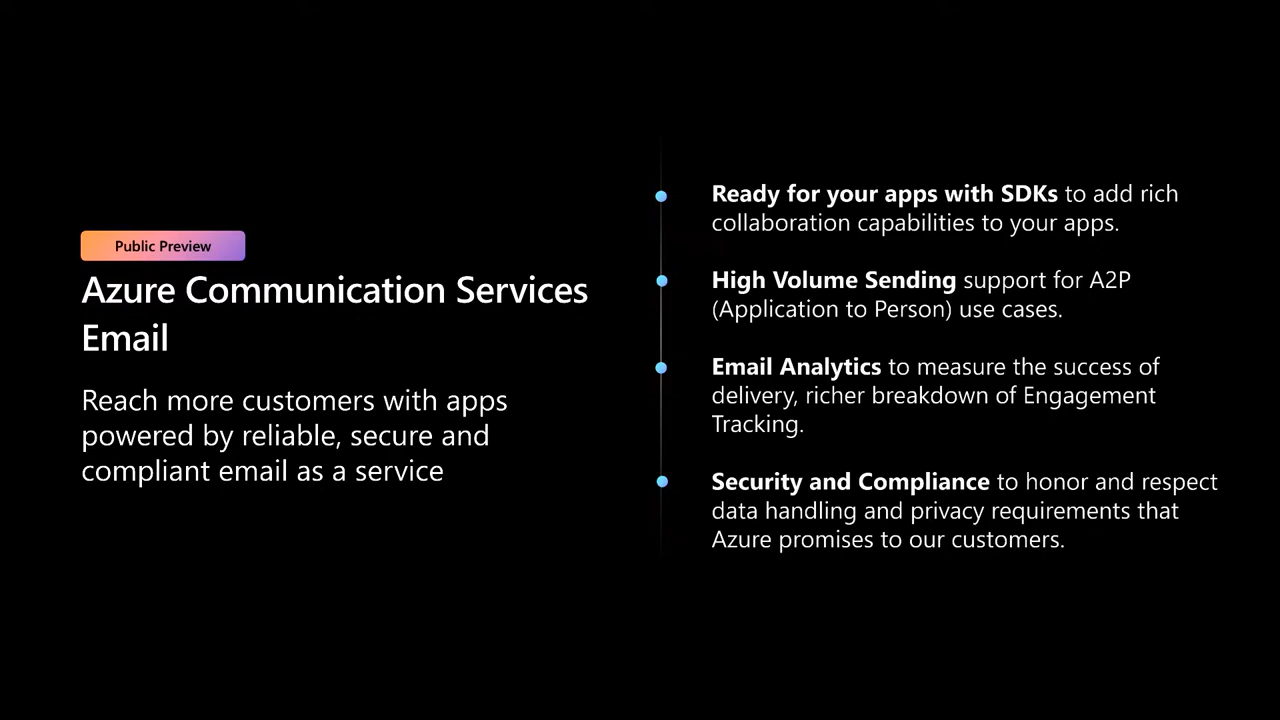 Public Preview
Azure Communication Services
Email
Reach more customers with apps
powered by reliable, secure and
compliant email as a service
Ready for your apps with SDKs to add rich
collaboration capabilities to your apps.
High Volume Sending support for A2P
(Application to Person) use cases.
Email Analytics to measure the success of
delivery, richer breakdown of Engagement
Tracking.
Security and Compliance to honor and respect
data handling and privacy requirements that
Azure promises to our customers.